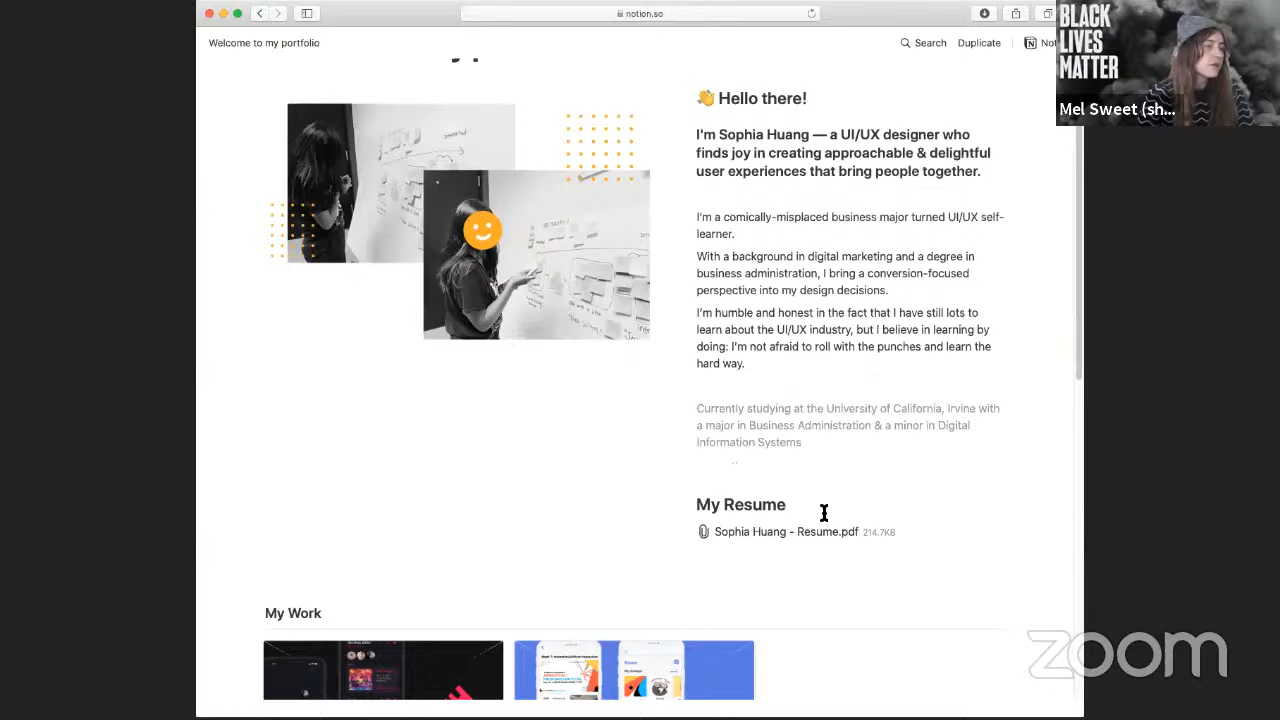 notion.so
Welcome to my portfolio
Search
Duplicate
BLACK
LIVES
MATTER
Mel Sweet (sh...
👋 Hello there!
I'm Sophia Huang — a UI/UX designer who
finds joy in creating approachable & delightful
user experiences that bring people together.
I'm a comically-misplaced business major turned UI/UX self-
learner.
With a background in digital marketing and a degree in
business administration, I bring a conversion-focused
perspective into my design decisions.
I'm humble and honest in the fact that I have still lots to
learn about the UI/UX industry, but I believe in learning by
doing: I'm not afraid to roll with the punches and learn the
hard way.
Currently studying at the University of California, Irvine with
a major in Business Administration & a minor in Digital
Information Systems
My Resume
Sophia Huang - Resume.pdf 214.7KB
My Work
zoom